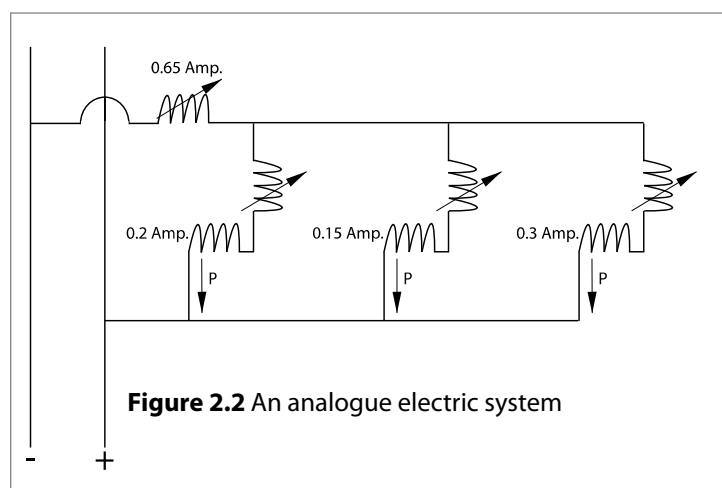 0.65 Amp.
0.2 Amp.
0.15 Amp.
0.3 Amp.
P
P
P
Figure 2.2 An analogue electric system
- +